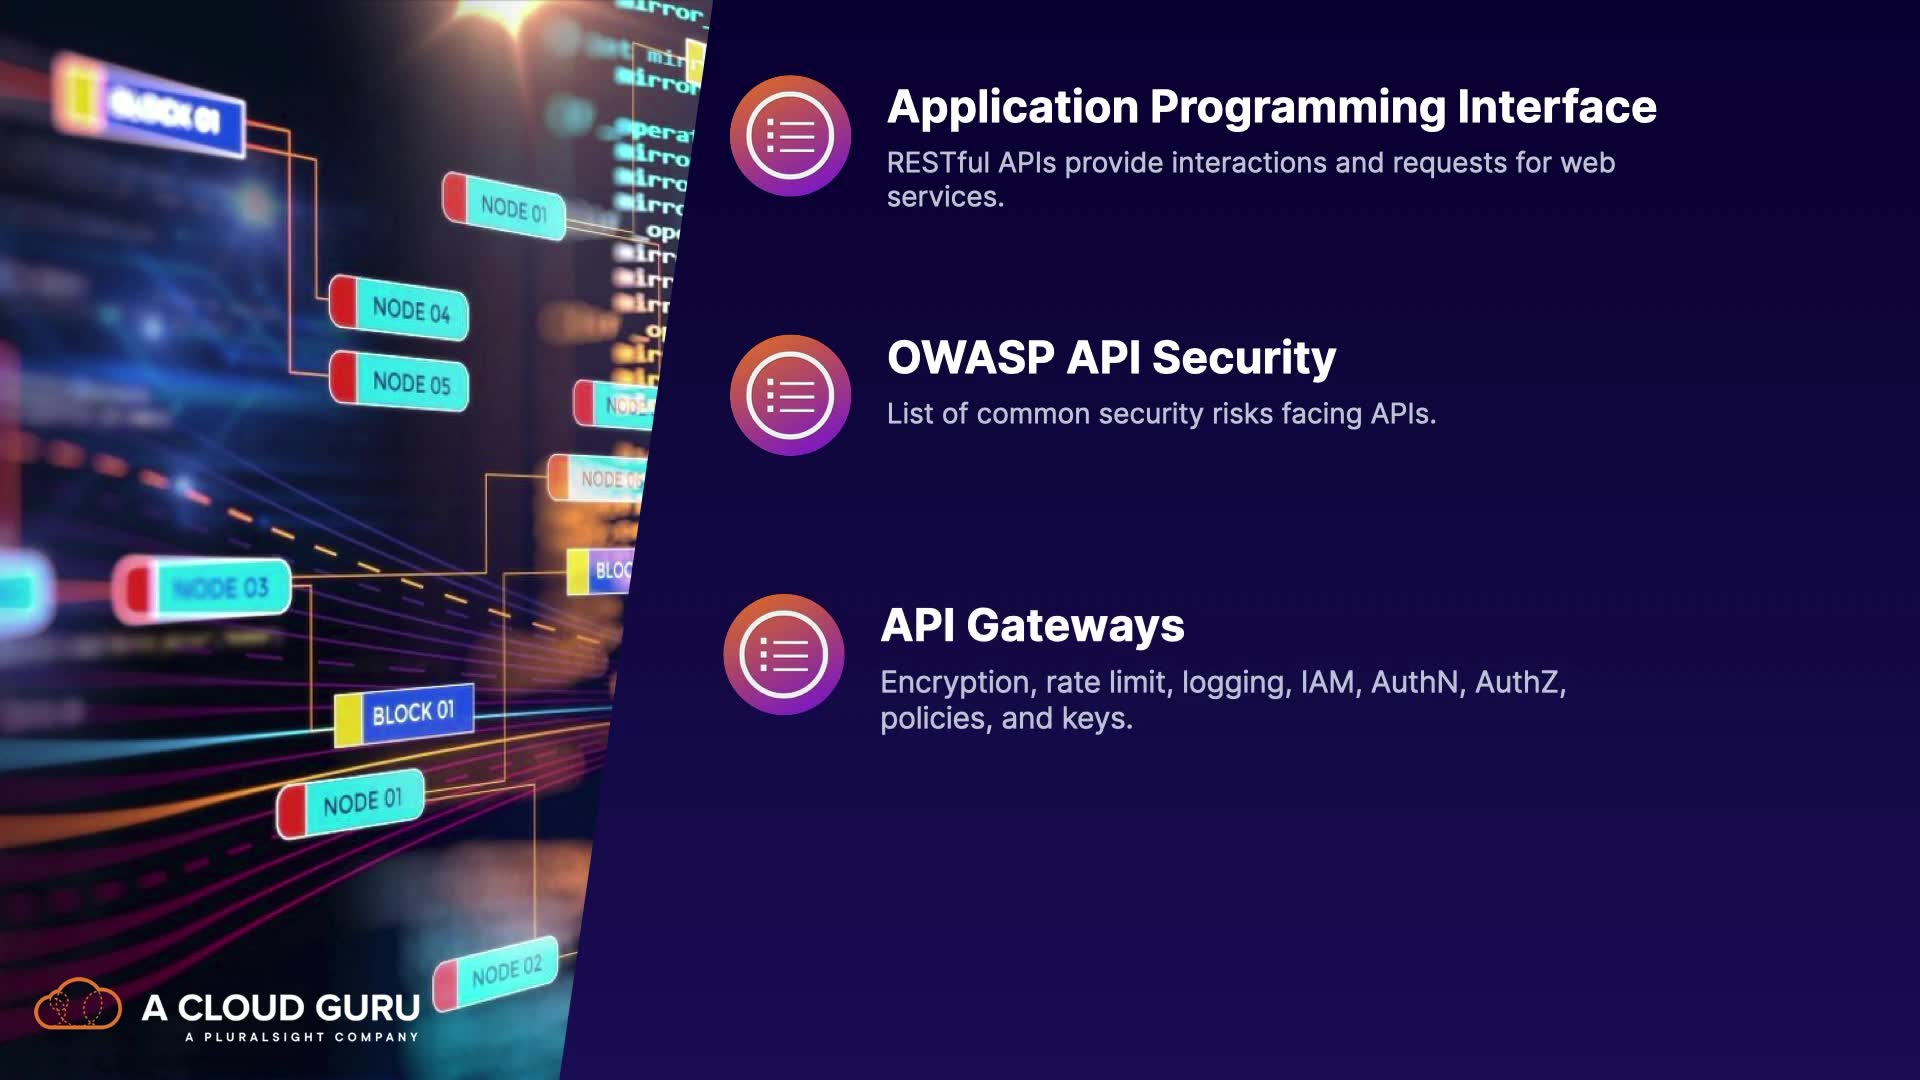 BLOCK 01
NODE 01
NODE 04
NODE 05
NODE 03
BLOCK 01
NODE 01
NODE 02
A CLOUD GURU
A PLURALSIGHT COMPANY
Application Programming Interface
RESTful APIs provide interactions and requests for web
services.
OWASP API Security
List of common security risks facing APIs.
API Gateways
Encryption, rate limit, logging, IAM, AuthN, AuthZ,
policies, and keys.